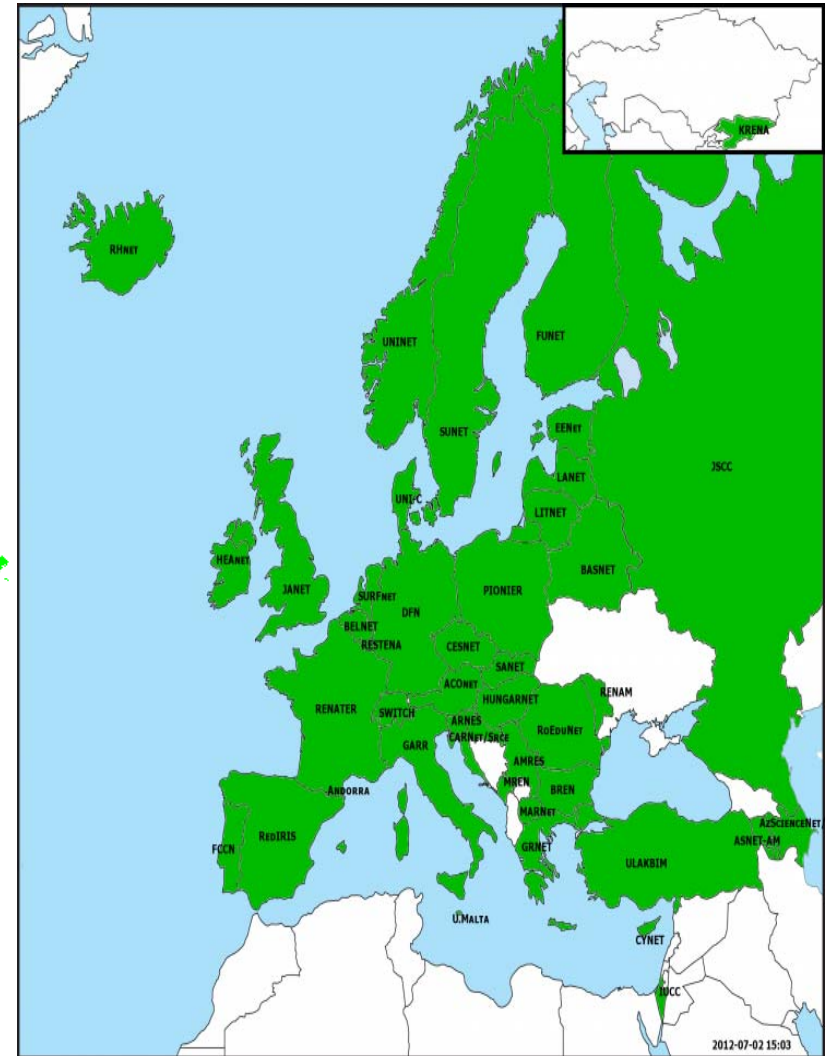 KRENA
RHNET
UNINET
FUNET
SUNET
EENET
JSCC
LANET
UNI-C
LITNET
HEANET
BASNET
JANET
SURFNET
PIONIER
DFN
BELNET
RESTENA
CESNET
SANET
ACONET
RENAM
HUNGARNET
RENATER
SWITCH
ARNES
ROEDUNET
CARNET/SRCE
GARR
AMRES
MREN
BREN
ANDORRA
MARNET
AZSCIENCENET
REDIRIS
ASNET-AM
FCCN
GRNET
ULAKBIM
U.MALTA
CYNET
IUCC
2012-07-02 15:03